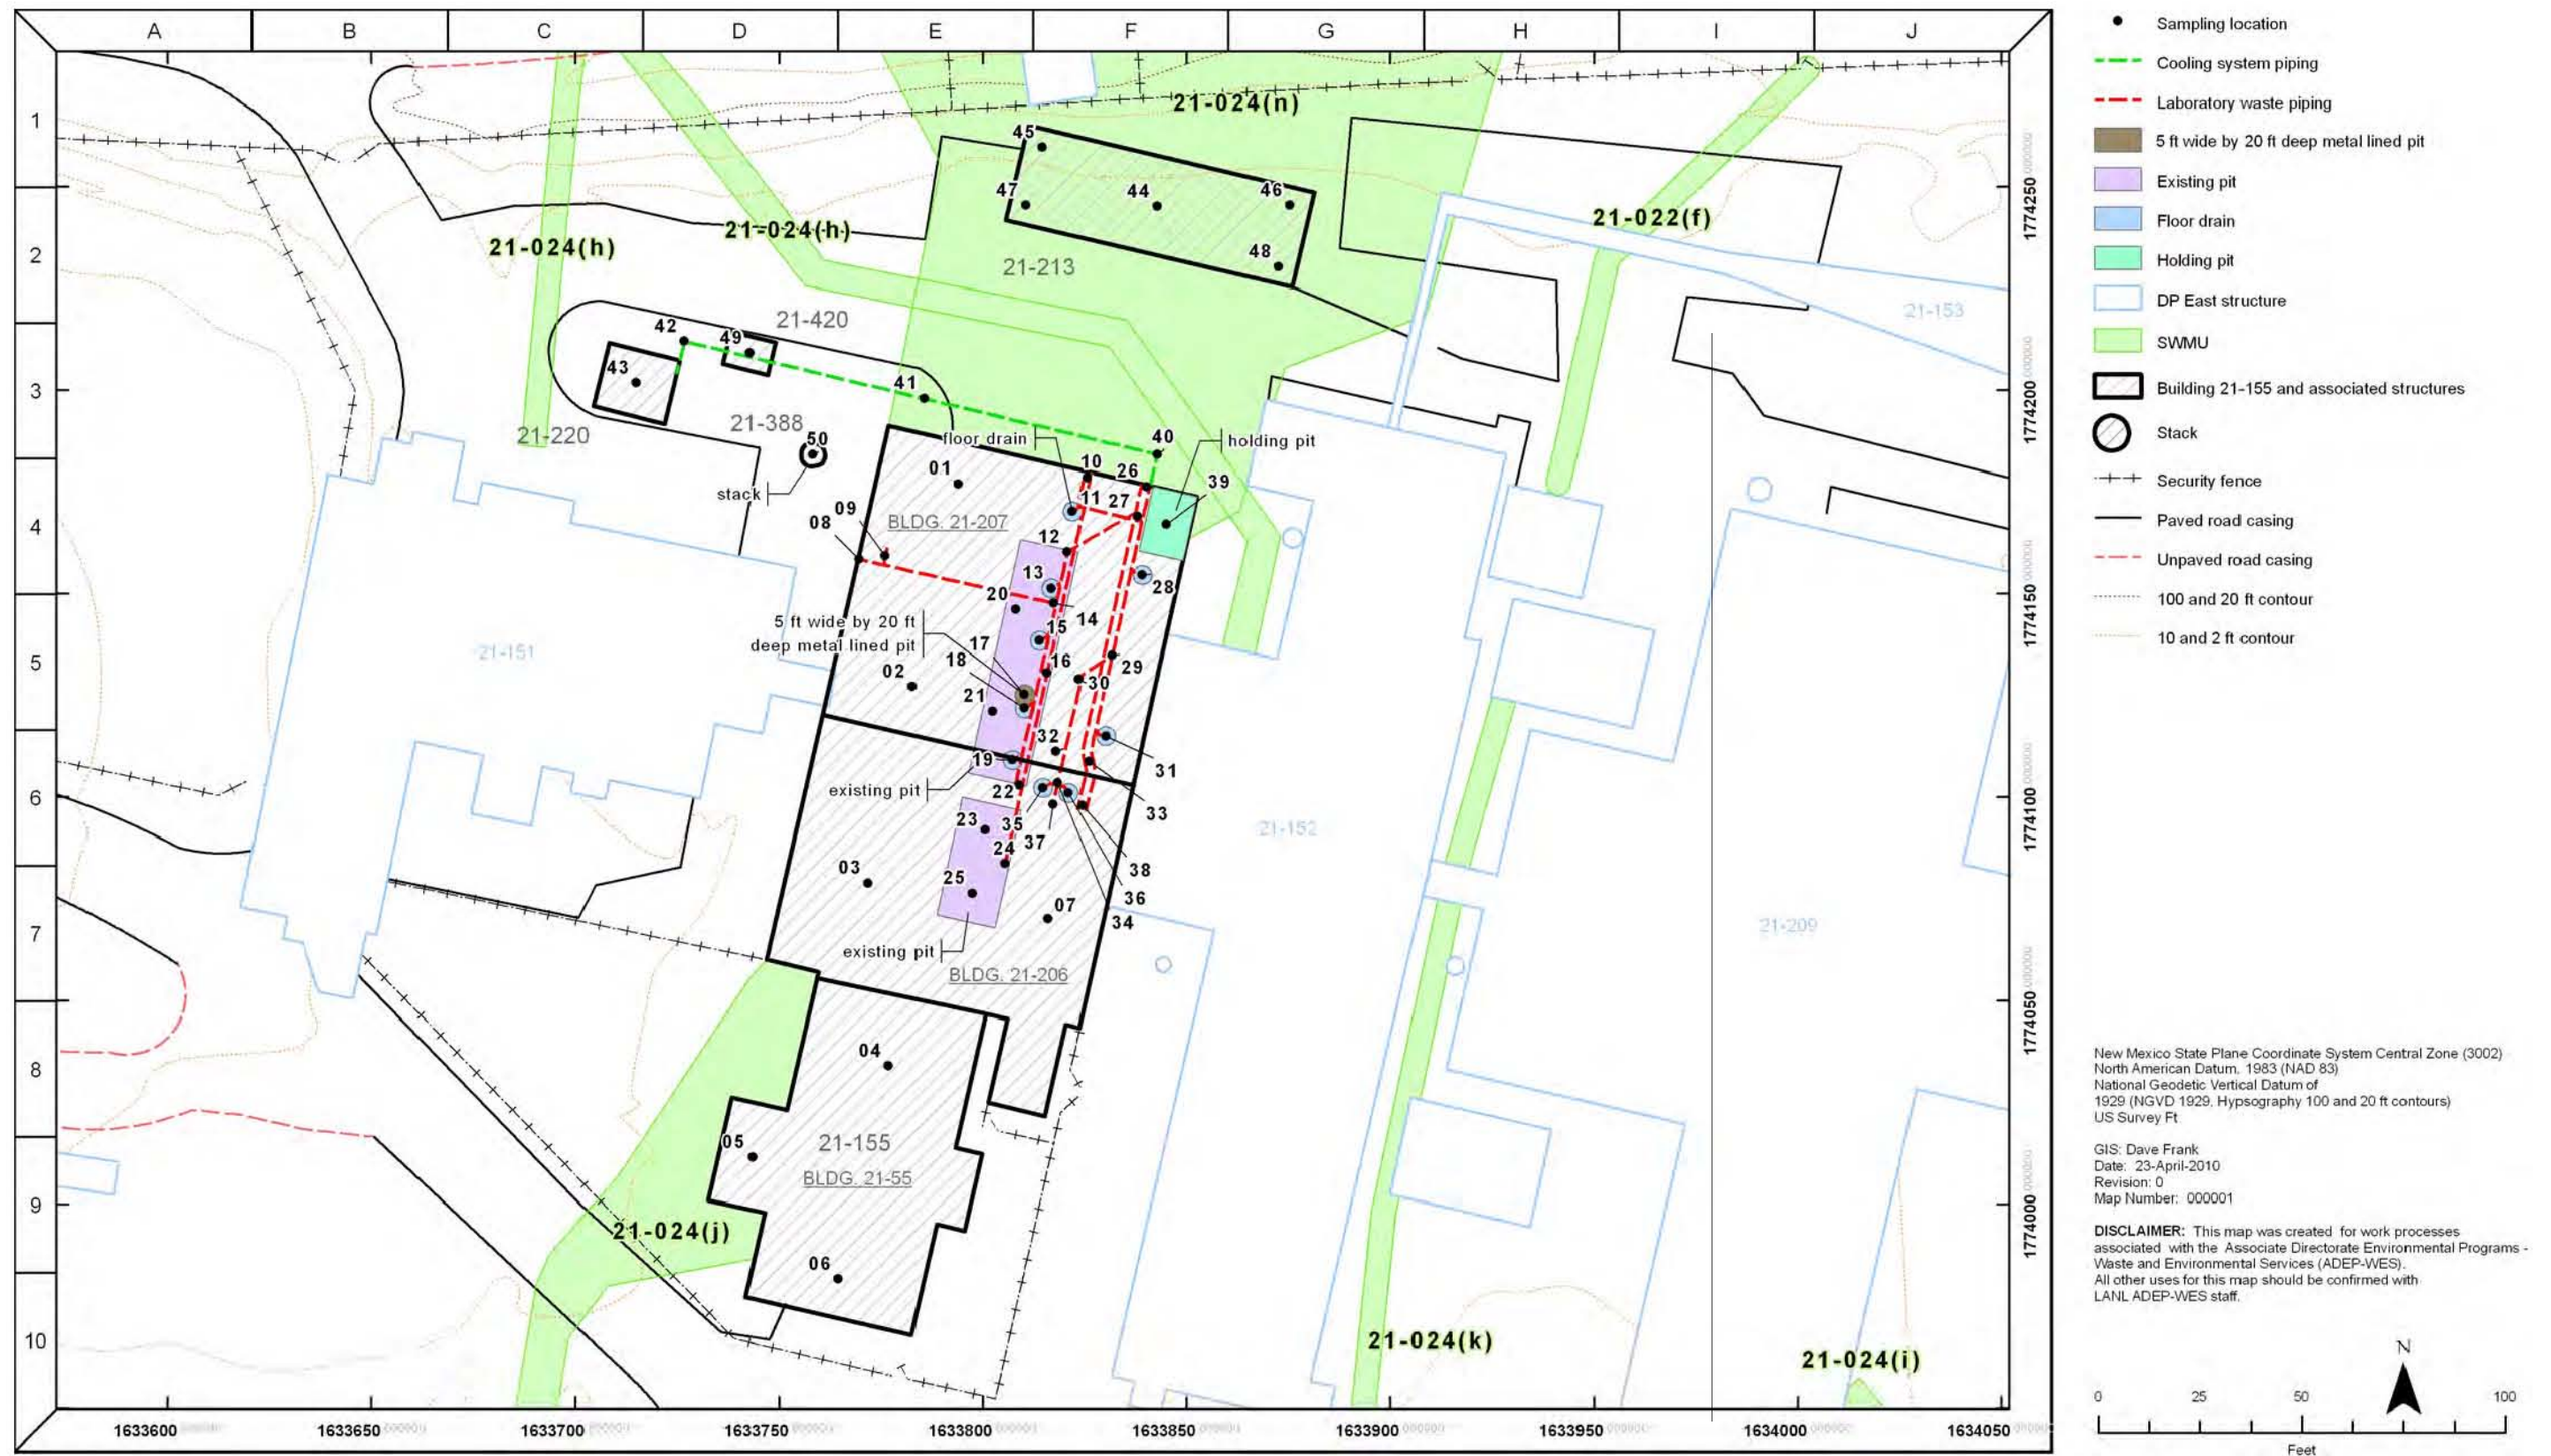 A B C D E F G H I J
1
2
3
4
5
6
7
8
9
10
21-024(n)
45
47
44
46
48
21-213
21-022(f)
21-024(h)
21-024(h)
21-153
1774250
42
49
21-420
43
41
21-388
21-220
1774200
50
stack
floor drain
40
holding pit
01
10
26
11
27
39
08
09
BLDG. 21-207
12
13
28
20
14
1774150
5 ft wide by 20 ft
deep metal lined pit
17
18
15
16
29
30
02
21
21-151
32
19
31
existing pit
22
33
1774100
23
35
37
24
38
36
34
21-152
03
25
07
existing pit
BLDG. 21-206
21-209
1774050
04
05
21-155
BLDG. 21-55
21-024(j)
1774000
06
21-024(k)
21-024(i)
1633600 1633650 1633700 1633750 1633800 1633850 1633900 1633950 1634000 1634050
Sampling location
Cooling system piping
Laboratory waste piping
5 ft wide by 20 ft deep metal lined pit
Existing pit
Floor drain
Holding pit
DP East structure
SWMU
Building 21-155 and associated structures
Stack
Security fence
Paved road casing
Unpaved road casing
100 and 20 ft contour
10 and 2 ft contour
New Mexico State Plane Coordinate System Central Zone (3002)
North American Datum, 1983 (NAD 83)
National Geodetic Vertical Datum of
1929 (NGVD 1929, Hypsography 100 and 20 ft contours)
US Survey Ft
GIS: Dave Frank
Date: 23-April-2010
Revision: 0
Map Number: 000001
DISCLAIMER: This map was created for work processes
associated with the Associate Directorate Environmental Programs -
Waste and Environmental Services (ADEP-WES).
All other uses for this map should be confirmed with
LANL ADEP-WES staff.
N
0 25 50 100
Feet